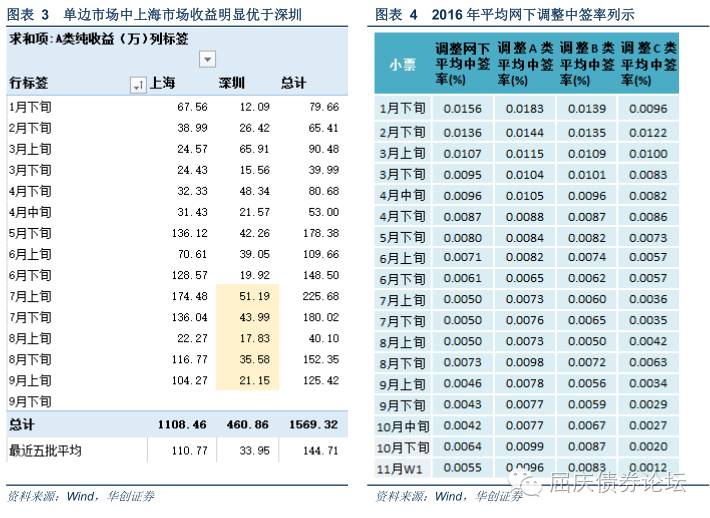 图表 3 单边市场中上海市场收益明显优于深圳
求和项:A类纯收益（万）列标签
行标签 上海 深圳 总计
1月下旬 67.56 12.09 79.66
2月下旬 38.99 26.42 65.41
3月上旬 24.57 65.91 90.48
3月下旬 24.43 15.56 39.99
4月下旬 32.33 48.34 80.68
4月中旬 31.43 21.57 53.00
5月下旬 136.12 42.26 178.38
6月上旬 70.61 39.05 109.66
6月下旬 128.57 19.92 148.50
7月上旬 174.48 51.19 225.68
7月下旬 136.04 43.99 180.02
8月上旬 22.27 17.83 40.10
8月下旬 116.77 35.58 152.35
9月上旬 104.27 21.15 125.42
9月下旬
总计 1108.46 460.86 1569.32
最近五批平均 110.77 33.95 144.71
资料来源：Wind，华创证券
图表 4 2016 年平均网下调整中签率列示
小票 调整网下平均中签率(%) 调整A类平均中签率(%) 调整B类平均中签率(%) 调整C类平均中签率(%)
1月下旬 0.0156 0.0183 0.0139 0.0096
2月下旬 0.0136 0.0144 0.0135 0.0122
3月上旬 0.0107 0.0115 0.0109 0.0100
3月下旬 0.0095 0.0104 0.0101 0.0083
4月中旬 0.0096 0.0105 0.0096 0.0082
4月下旬 0.0087 0.0088 0.0087 0.0086
5月下旬 0.0080 0.0084 0.0082 0.0073
6月上旬 0.0071 0.0082 0.0074 0.0057
6月下旬 0.0061 0.0065 0.0062 0.0057
7月上旬 0.0050 0.0073 0.0060 0.0036
7月下旬 0.0050 0.0076 0.0065 0.0035
8月上旬 0.0050 0.0073 0.0050 0.0042
8月下旬 0.0073 0.0098 0.0072 0.0063
9月上旬 0.0046 0.0078 0.0056 0.0034
9月下旬 0.0043 0.0077 0.0059 0.0029
10月中旬 0.0042 0.0077 0.0067 0.0027
10月下旬 0.0064 0.0099 0.0087 0.0020
11月W1 0.0055 0.0096 0.0083 0.0012
屈庆债券论坛
资料来源：Wind，华创证券